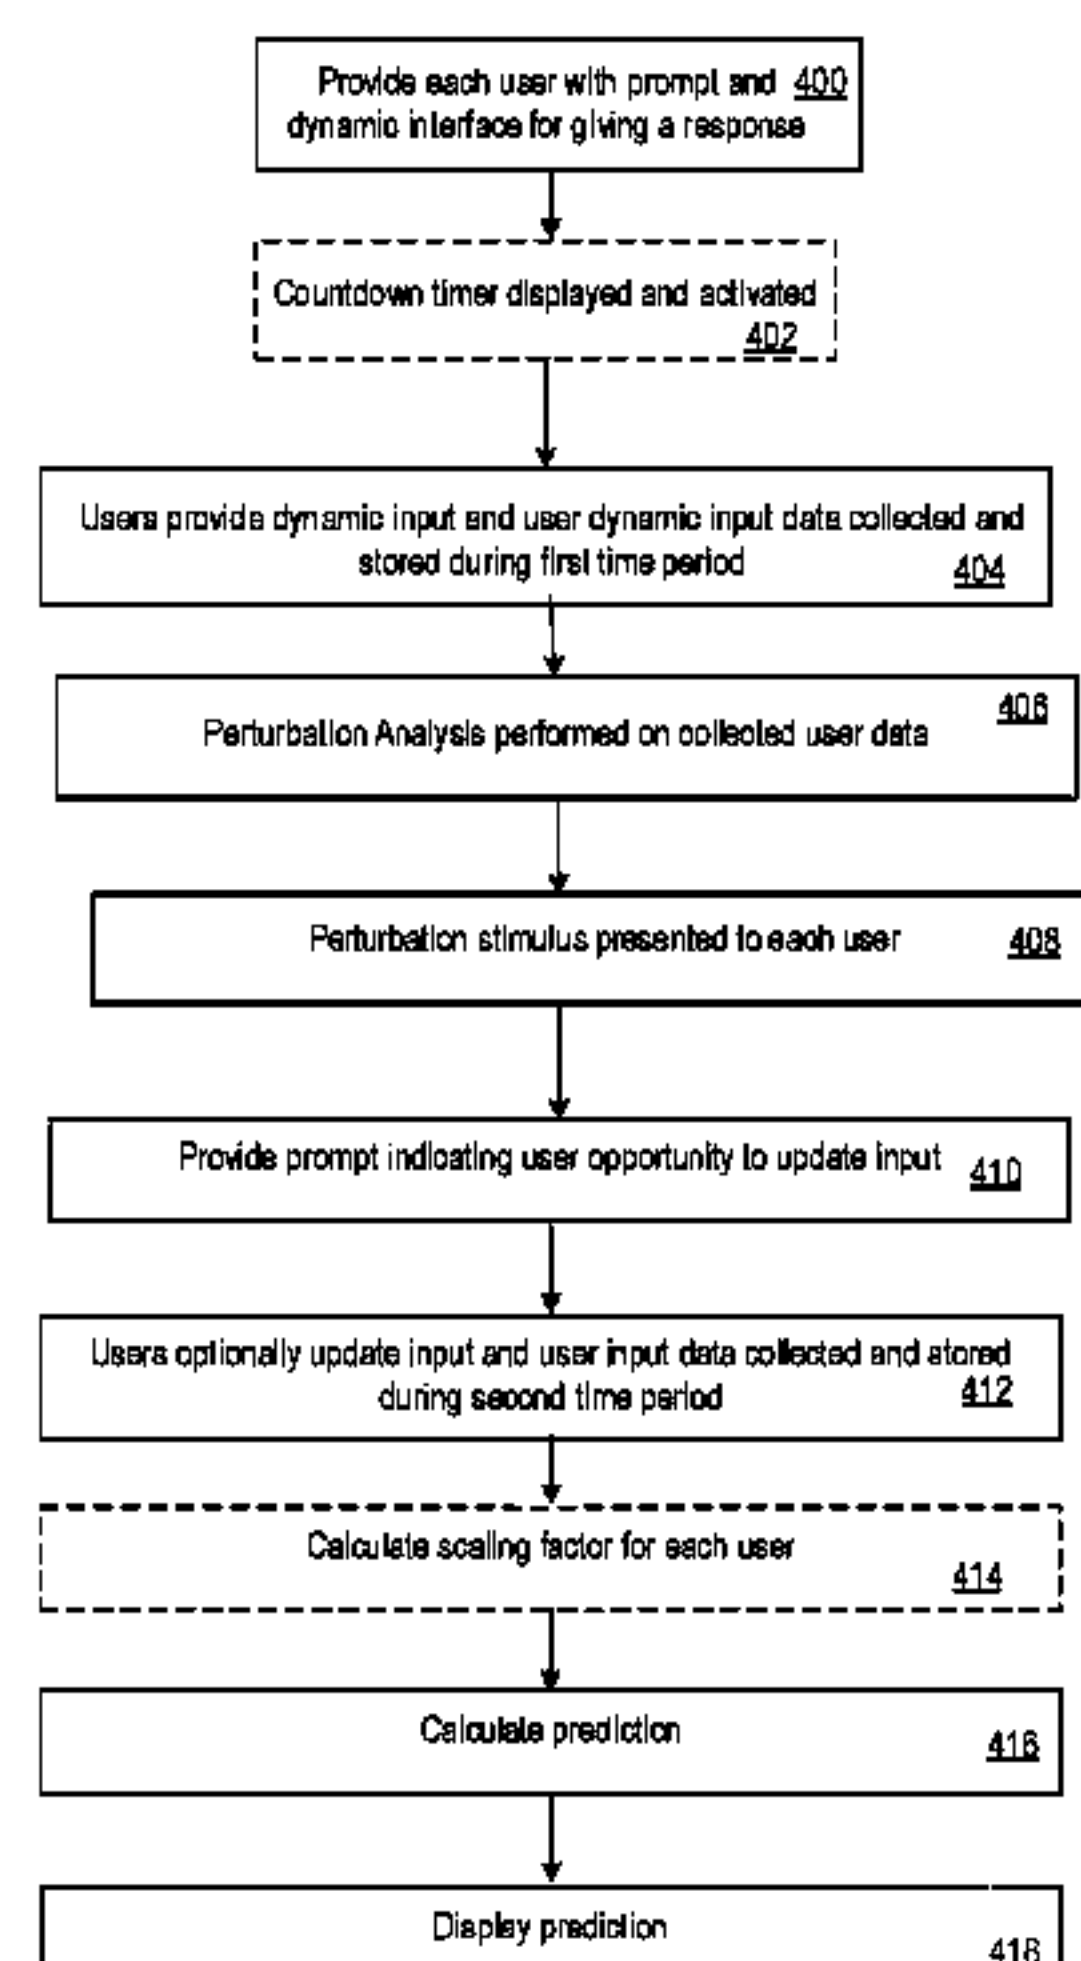 Provide each user with prompt and 400
dynamic interface for giving a response
Countdown timer displayed and activated
402
Users provide dynamic input and user dynamic input data collected and
stored during first time period 404
406
Perturbation Analysis performed on collected user data
Perturbation stimulus presented to each user 408
Provide prompt indicating user opportunity to update input 410
Users optionally update input and user input data collected and stored
during second time period 412
Calculate scaling factor for each user
414
Calculate prediction 416
Display prediction
418